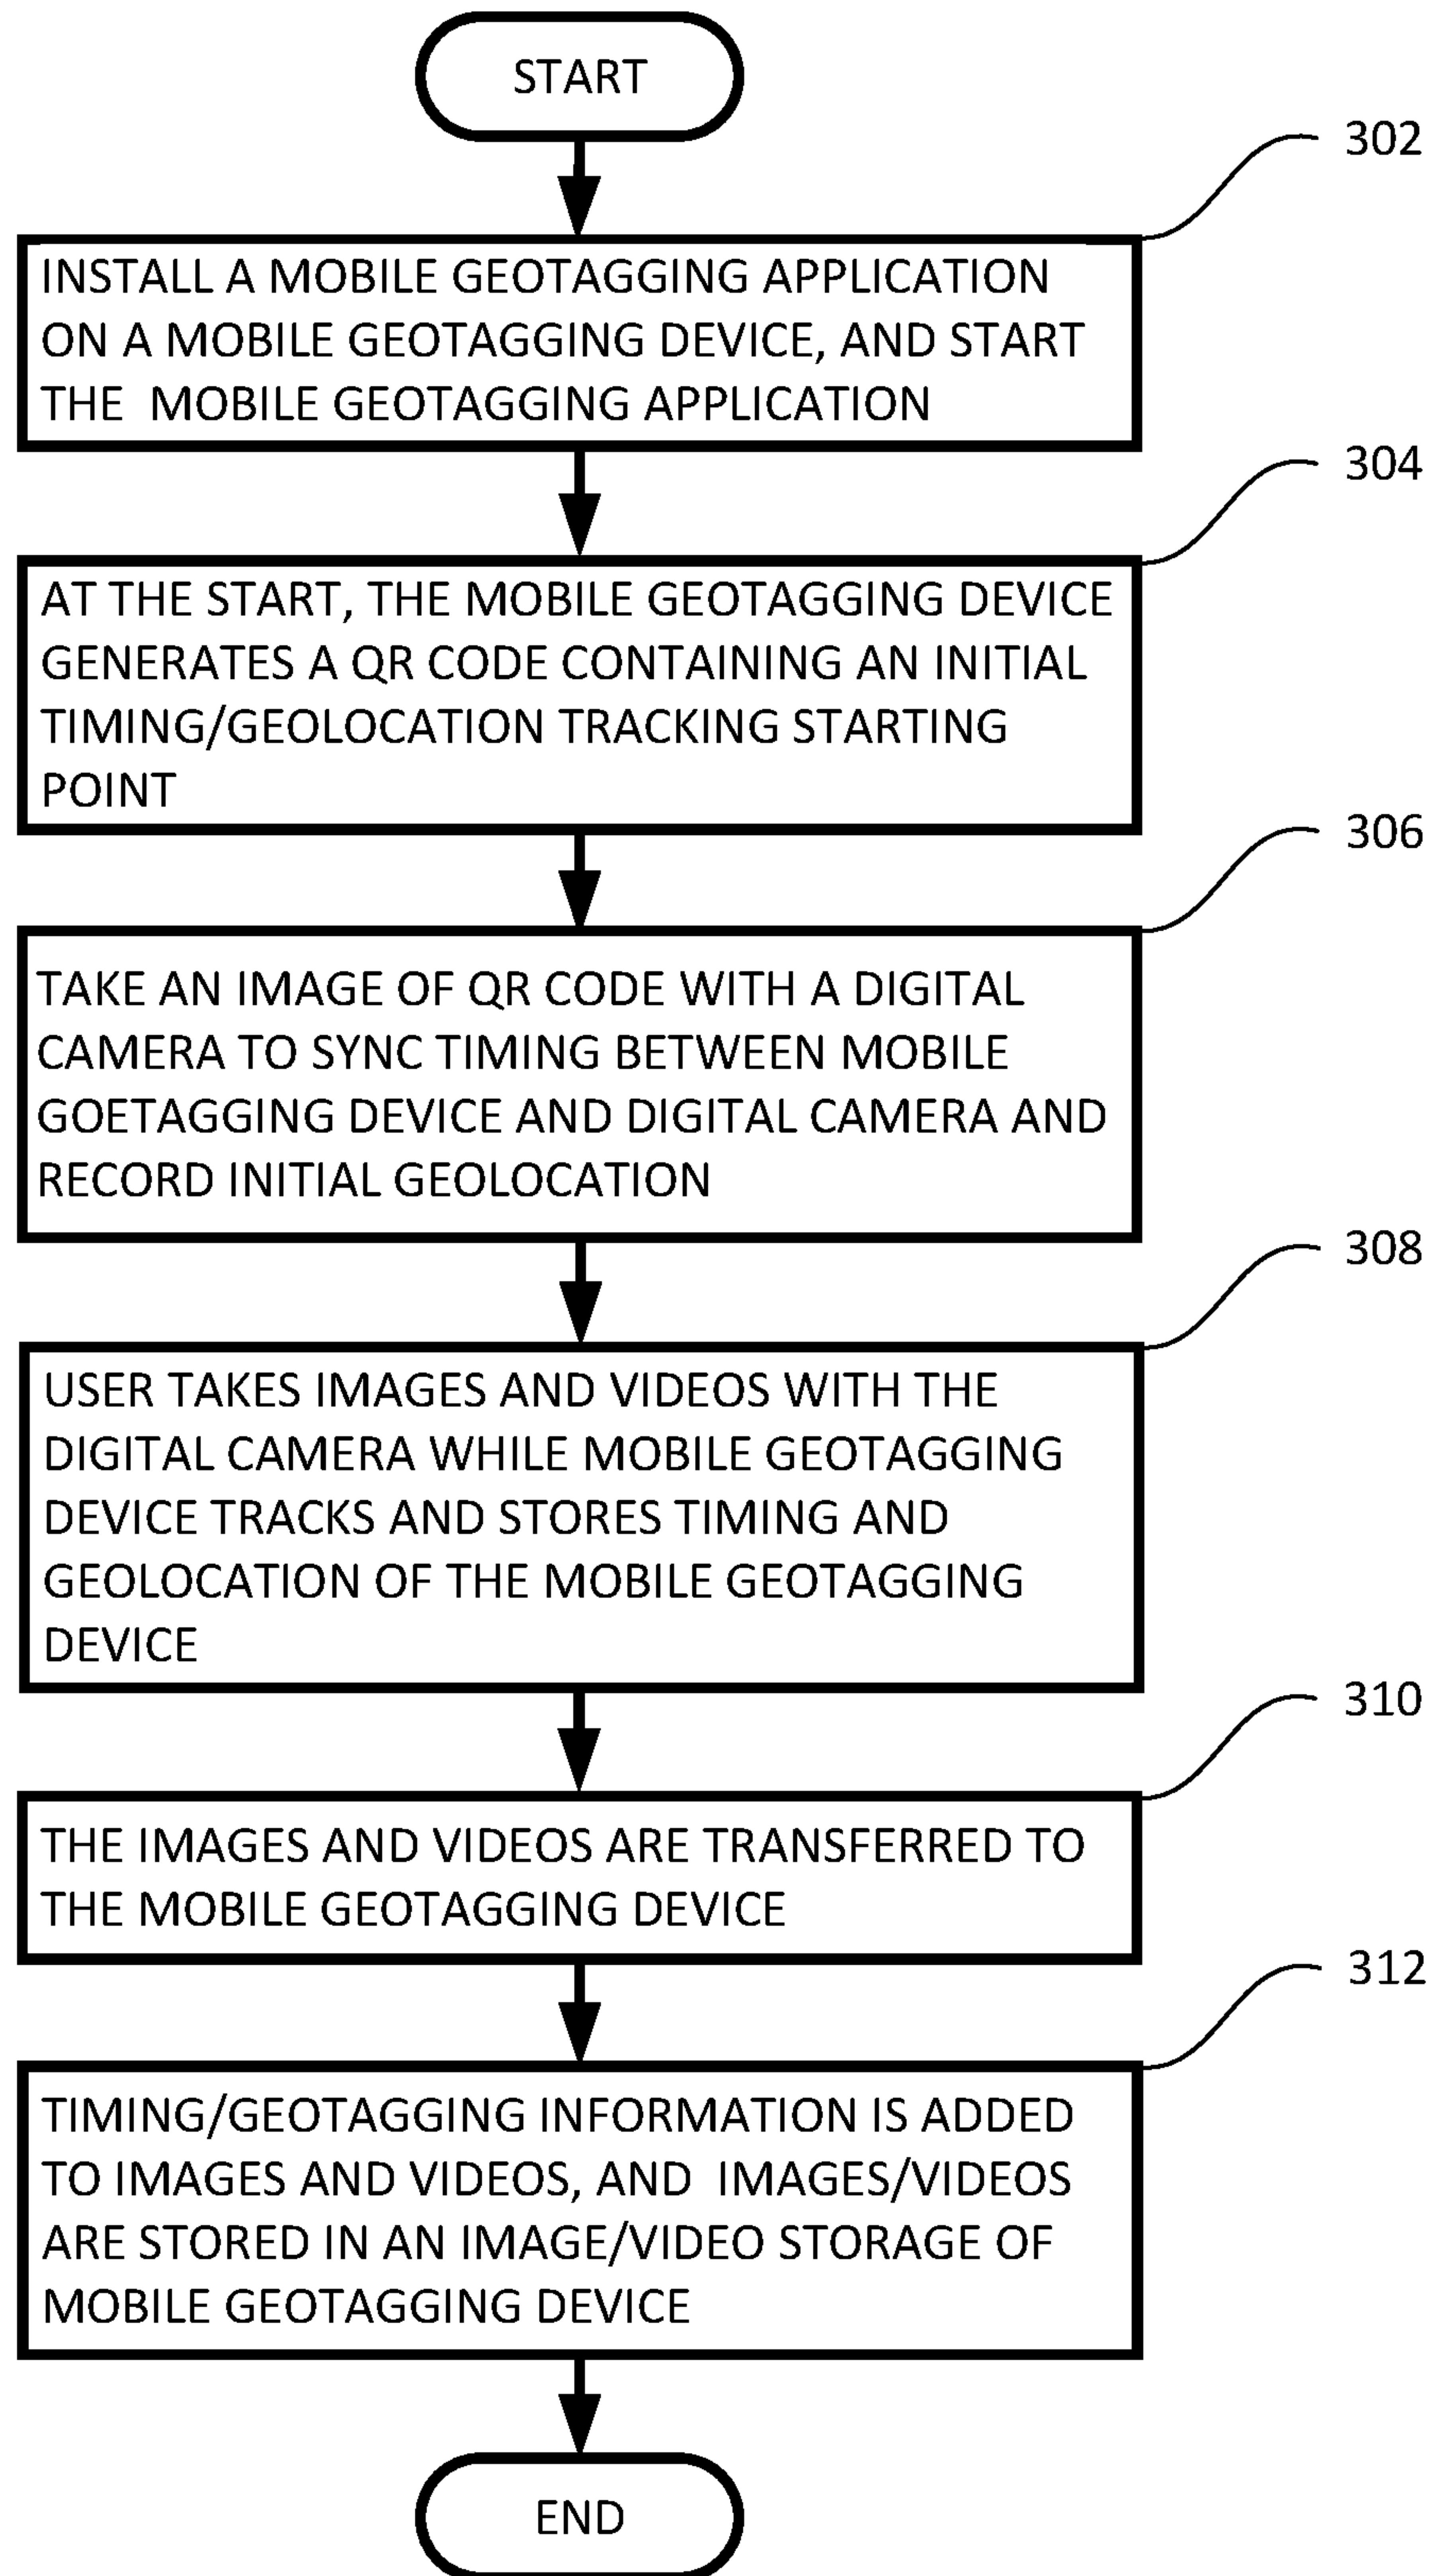 START
302
INSTALL A MOBILE GEOTAGGING APPLICATION
ON A MOBILE GEOTAGGING DEVICE, AND START
THE  MOBILE GEOTAGGING APPLICATION
304
AT THE START, THE MOBILE GEOTAGGING DEVICE
GENERATES A QR CODE CONTAINING AN INITIAL
TIMING/GEOLOCATION TRACKING STARTING
POINT
306
TAKE AN IMAGE OF QR CODE WITH A DIGITAL
CAMERA TO SYNC TIMING BETWEEN MOBILE
GOETAGGING DEVICE AND DIGITAL CAMERA AND
RECORD INITIAL GEOLOCATION
308
USER TAKES IMAGES AND VIDEOS WITH THE
DIGITAL CAMERA WHILE MOBILE GEOTAGGING
DEVICE TRACKS AND STORES TIMING AND
GEOLOCATION OF THE MOBILE GEOTAGGING
DEVICE
310
THE IMAGES AND VIDEOS ARE TRANSFERRED TO
THE MOBILE GEOTAGGING DEVICE
312
TIMING/GEOTAGGING INFORMATION IS ADDED
TO IMAGES AND VIDEOS, AND  IMAGES/VIDEOS
ARE STORED IN AN IMAGE/VIDEO STORAGE OF
MOBILE GEOTAGGING DEVICE
END